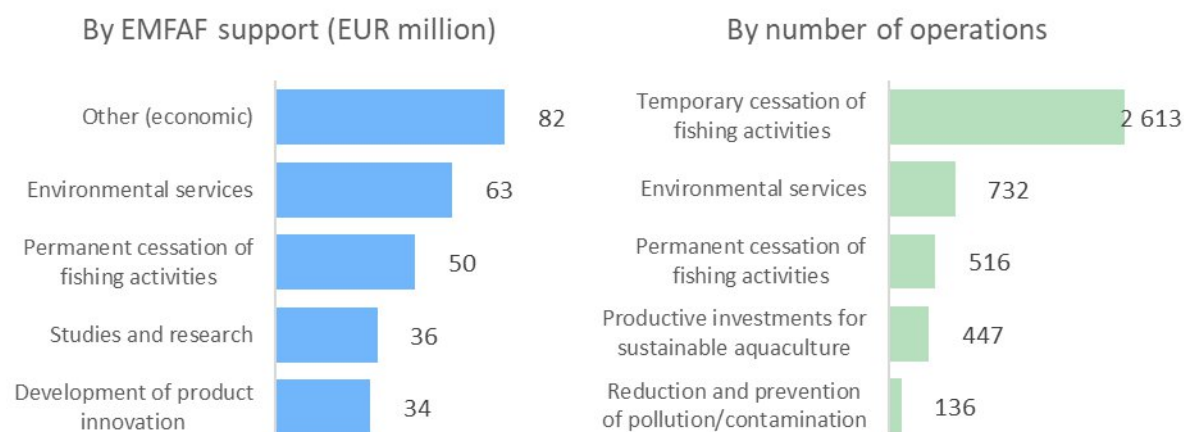 By EMFAF support (EUR million)
Other (economic)
82
Environmental services
63
Permanent cessation of
fishing activities
50
Studies and research
36
Development of product
innovation
34
By number of operations
Temporary cessation of
fishing activities
2 613
Environmental services
732
Permanent cessation of
fishing activities
516
Productive investments for
sustainable aquaculture
447
Reduction and prevention
of pollution/contamination
136